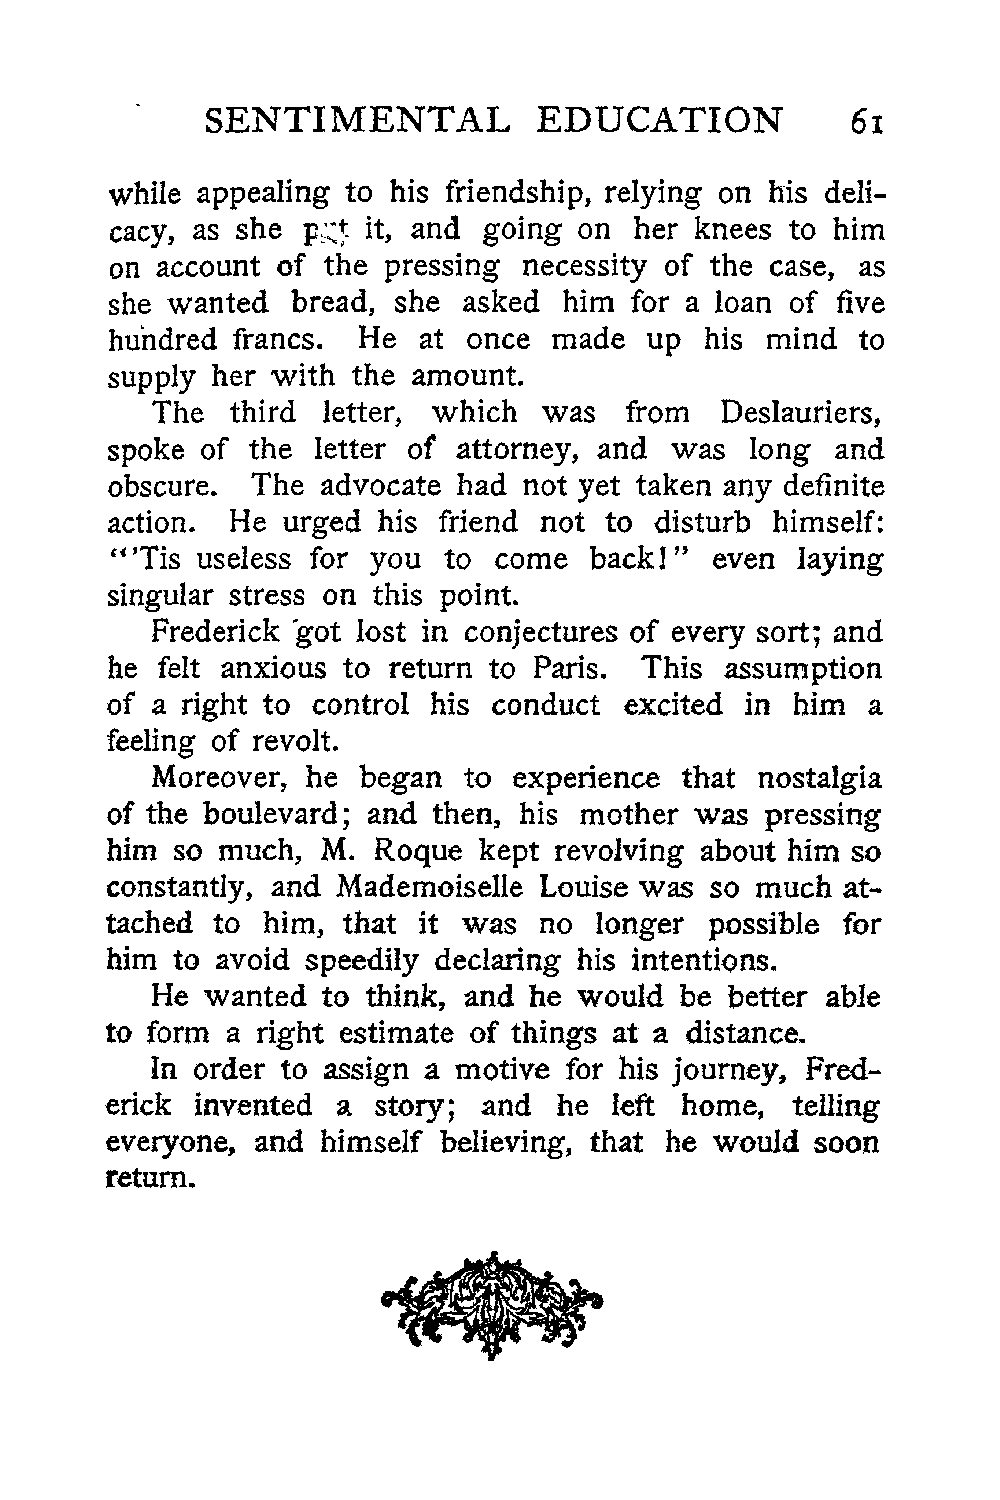 SENTIMENTAL EDUCATION 61
while appealing to his friendship, relying on his deli-
cacy, as she put it, and going on her knees to him
on account of the pressing necessity of the case, as
she wanted bread, she asked him for a loan of five
hundred francs. He at once made up his mind to
supply her with the amount.
The third letter, which was from Deslauriers,
spoke of the letter of attorney, and was long and
obscure. The advocate had not yet taken any definite
action. He urged his friend not to disturb himself:
“’Tis useless for you to come back!” even laying
singular stress on this point.
Frederick got lost in conjectures of every sort; and
he felt anxious to return to Paris. This assumption
of a right to control his conduct excited in him a
feeling of revolt.
Moreover, he began to experience that nostalgia
of the boulevard; and then, his mother was pressing
him so much, M. Roque kept revolving about him so
constantly, and Mademoiselle Louise was so much at-
tached to him, that it was no longer possible for
him to avoid speedily declaring his intentions.
He wanted to think, and he would be better able
to form a right estimate of things at a distance.
In order to assign a motive for his journey, Fred-
erick invented a story; and he left home, telling
everyone, and himself believing, that he would soon
return.